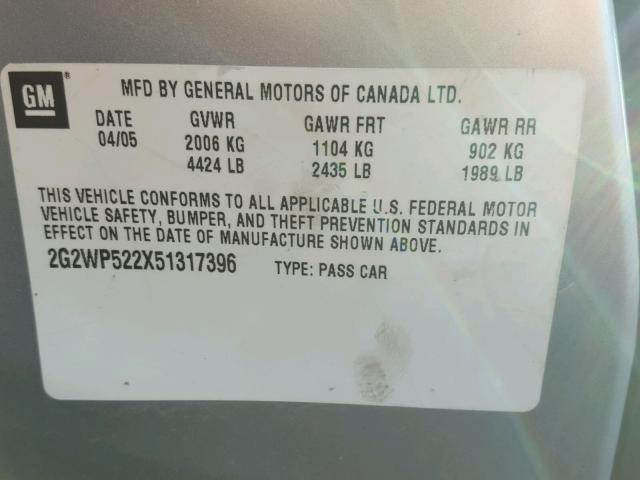 GM ®
MFD BY GENERAL MOTORS OF CANADA LTD.
DATE GVWR GAWR FRT GAWR RR
04/05 2006 KG 1104 KG 902 KG
4424 LB 2435 LB 1989 LB
THIS VEHICLE CONFORMS TO ALL APPLICABLE U.S. FEDERAL MOTOR
VEHICLE SAFETY, BUMPER, AND THEFT PREVENTION STANDARDS IN
EFFECT ON THE DATE OF MANUFACTURE SHOWN ABOVE.
2G2WP522X51317396 TYPE: PASS CAR